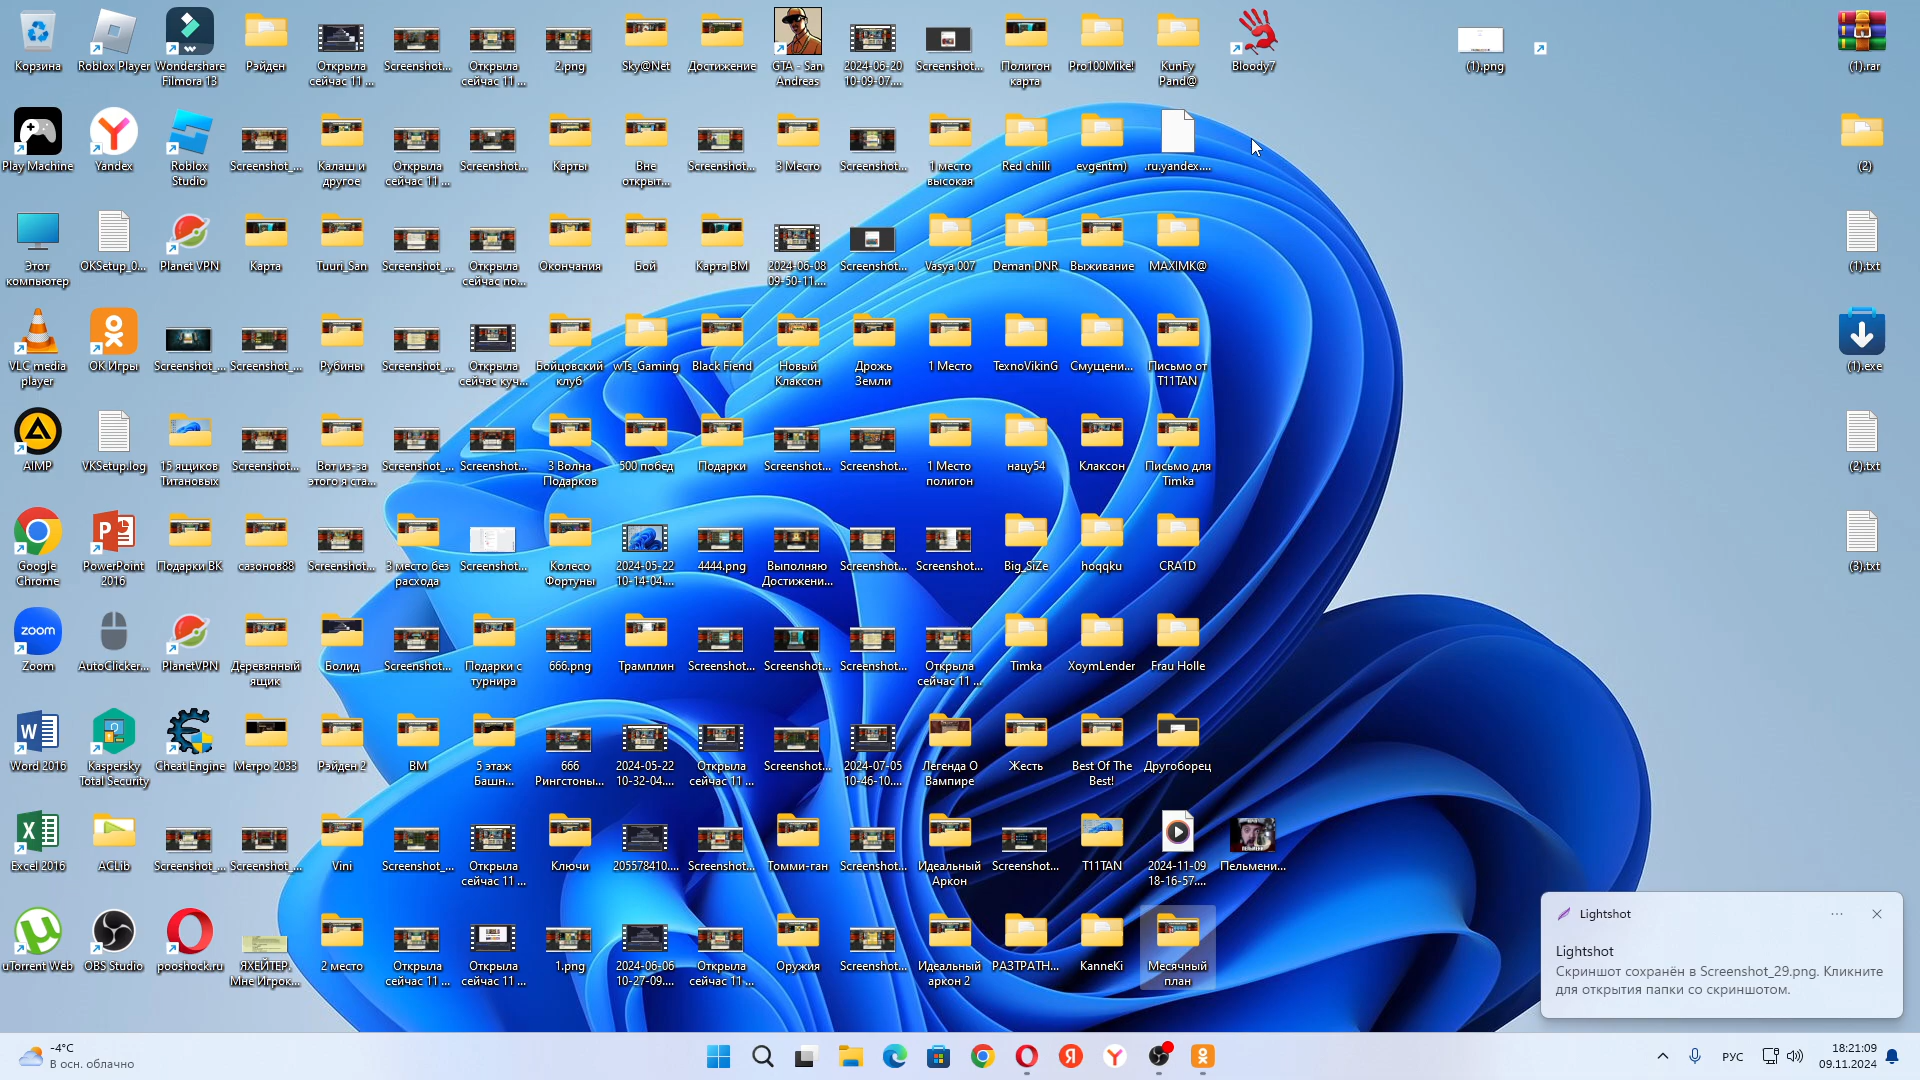 Корзина
Roblox Player
Wondershare
Filmora 13
Рэйден
Открыла
сейчас 11 ...
Screenshot...
Открыла
сейчас 11 ...
2.png
Sky@Net
Достижение
GTA - San
Andreas
2024-06-20
10-09-07....
Screenshot...
Полигон
карта
Pro100Mike!
KunFy
Pand@
Bloody7
(1).png
(1).rar
Play Machine
Yandex
Roblox
Studio
Screenshot_...
Калаш и
другое
Открыла
сейчас 11 ...
Screenshot...
Карты
Вне
открыт...
Screenshot...
3 Место
Screenshot...
1 место
высокая
Red chilli
evgentm)
.ru.yandex....
(2)
Этот
компьютер
OKSetup_0...
Planet VPN
Карта
Tuuri_San
Screenshot_...
Открыла
сейчас по...
Окончания
Бой
Карта ВМ
2024-06-08
09-50-11....
Screenshot...
Vasya 007
Deman DNR
Выживание
MAXIMK@
(1).txt
VLC media
player
ОК Игры
Screenshot_...
Screenshot_...
Рубины
Screenshot_...
Открыла
сейчас куч...
Бойцовский
клуб
wTs_Gaming
Black Fiend
Новый
Клаксон
Дрожь
Земли
1 Место
TexnoVikinG
Смущени...
Письмо от
T11TAN
(1).exe
AIMP
VKSetup.log
15 ящиков
Титановых
Screenshot...
Вот из-за
этого я ста...
Screenshot_...
Screenshot...
3 Волна
Подарков
500 побед
Подарки
Screenshot...
Screenshot...
1 Место
полигон
нацу54
Клаксон
Письмо для
Timka
(2).txt
Google
Chrome
PowerPoint
2016
Подарки ВК
сазонов88
Screenshot...
3 место без
расхода
Screenshot...
Колесо
Фортуны
2024-05-22
10-14-04....
4444.png
Выполняю
Достижени...
Screenshot...
Screenshot...
Big_SiZe
hoqqku
CRA1D
(3).txt
zoom
Zoom
AutoClicker...
PlanetVPN
Деревянный
ящик
Болид
Screenshot...
Подарки с
турнира
666.png
Трамплин
Screenshot...
Screenshot...
Screenshot...
Открыла
сейчас 11 ...
Timka
XoymLender
Frau Holle
Word 2016
Kaspersky
Total Security
Cheat Engine
Метро 2033
Рэйден 2
ВМ
5 этаж
Башн...
666
Рингстоны...
2024-05-22
10-32-04....
Открыла
сейчас 11 ...
Screenshot...
2024-07-05
10-46-10....
Легенда О
Вампире
Жесть
Best Of The
Best!
Другоборец
Excel 2016
ACLib
Screenshot_...
Screenshot_...
Vini
Screenshot_...
Открыла
сейчас 11 ...
Ключи
205578410....
Screenshot...
Томми-ган
Screenshot...
Идеальный
Аркон
Screenshot...
T11TAN
2024-11-09
18-16-57....
Пельмени...
uTorrent Web
OBS Studio
pooshock.ru
ЯХЕЙТЕР.
Мне Игрок...
2 место
Открыла
сейчас 11 ...
Открыла
сейчас 11 ...
1.png
2024-06-06
10-27-09....
Открыла
сейчас 11 ...
Оружия
Screenshot...
Идеальный
аркон 2
РАЗТРАТН...
KanneKi
Месячный
план
Lightshot
Lightshot
Скриншот сохранён в Screenshot_29.png. Кликните
для открытия папки со скриншотом.
-4°C
В осн. облачно
РУС
18:21:09
09.11.2024